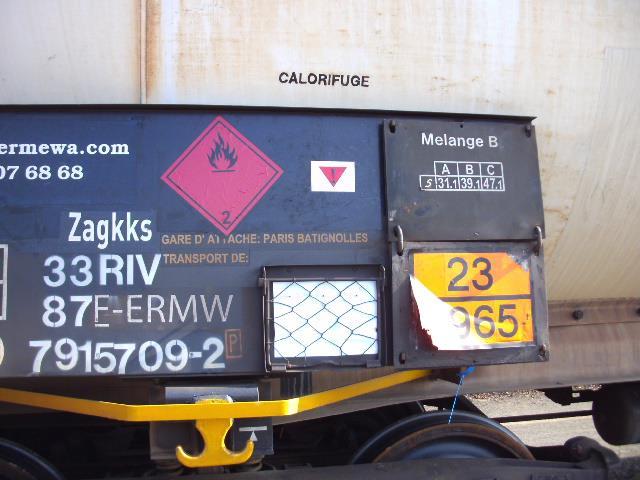 CALORIFUGE
ermewa.com
07 68 68
2
!
Melange B
A B C
S 31.1 39.1 47.1
Zagkks
GARE D' ATTACHE: PARIS BATIGNOLLES
TRANSPORT DE:
33 RIV
87 F-ERMW
7915709-2 P
23
965